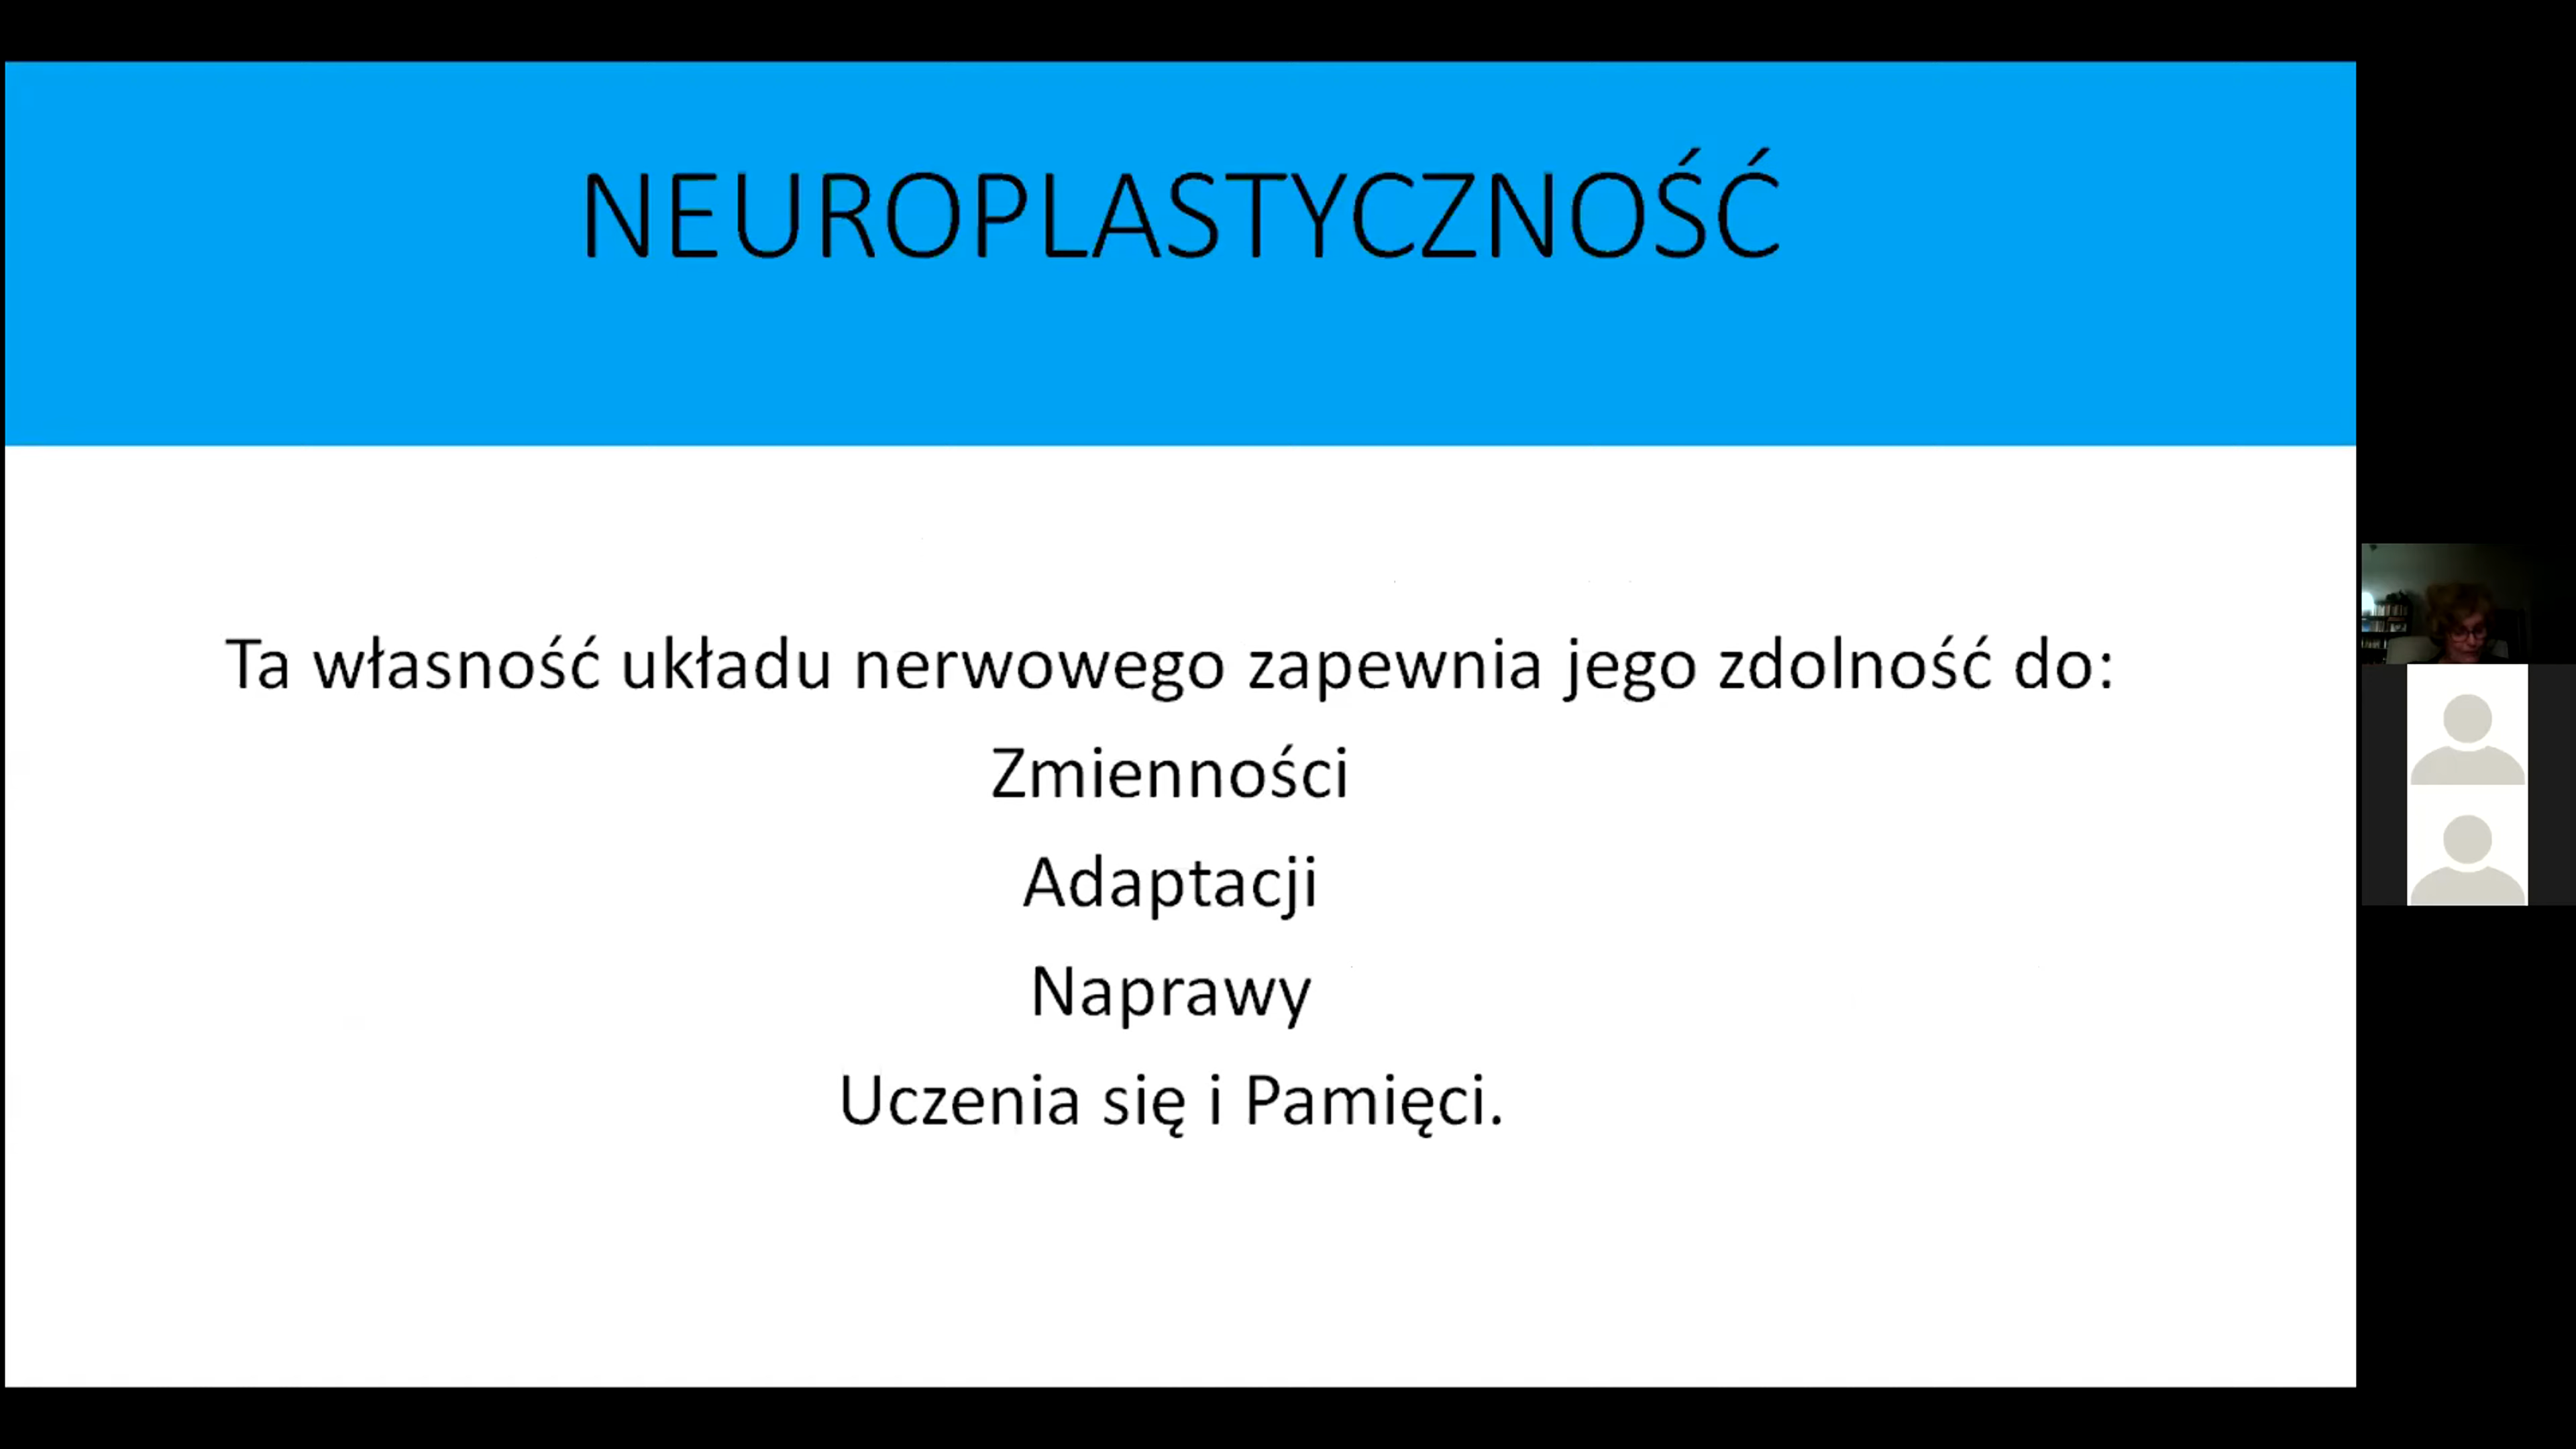 NEUROPLASTYCZNOŚĆ
Ta własność układu nerwowego zapewnia jego zdolność do:
Zmienności
Adaptacji
Naprawy
Uczenia się i Pamięci.